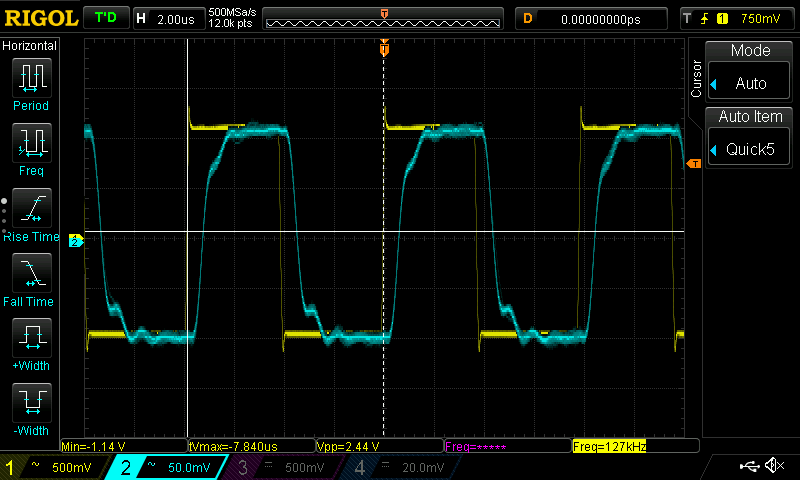 RIGOL T'D H 2.00us 500MSa/s D 0.00000000ps T 1 750mV
12.0k pts
T
Horizontal
Period
Freq
Rise Time
Fall Time
+Width
-Width
T
T
2
Cursor
Mode
Auto
Auto Item
Quick5
Min=-1.14 V tVmax=-7.840us Vpp=2.44 V Freq=***** Freq=127kHz
1 ~ 500mV 2 ~ 50.0mV 3 = 500mV 4 = 20.0mV